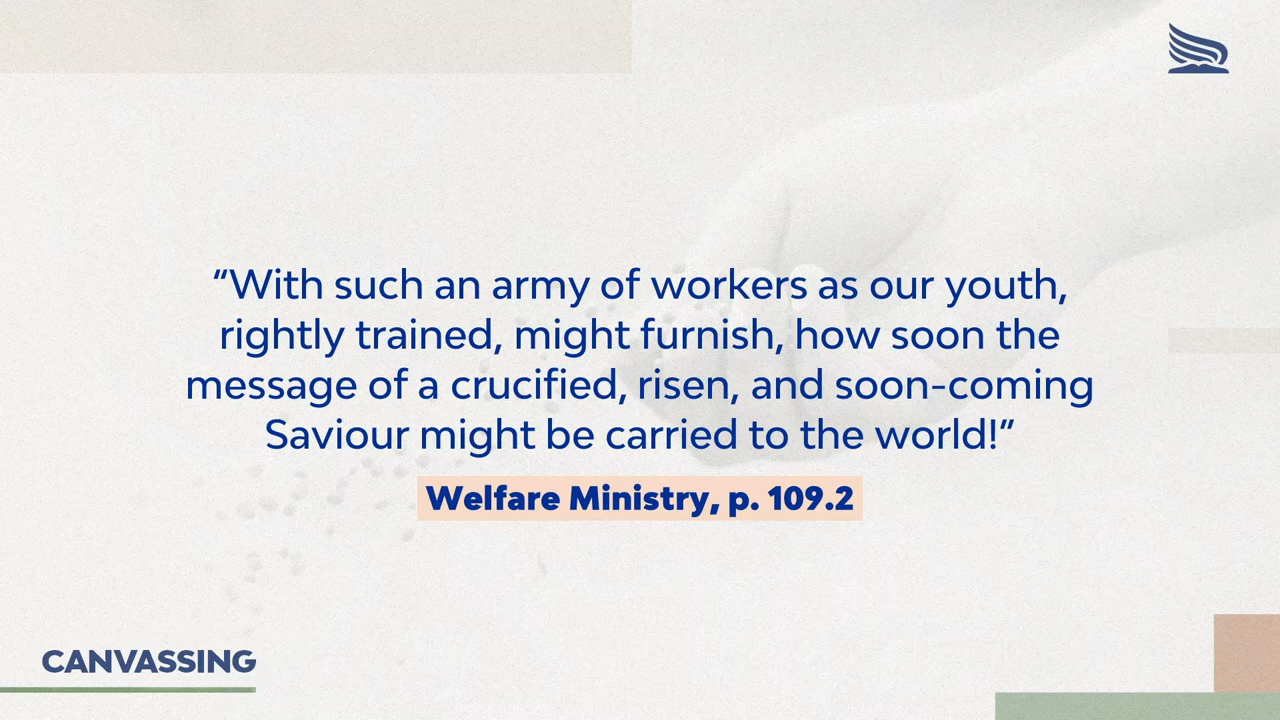 “With such an army of workers as our youth,
rightly trained, might furnish, how soon the
message of a crucified, risen, and soon-coming
Saviour might be carried to the world!”
Welfare Ministry, p. 109.2
CANVASSING